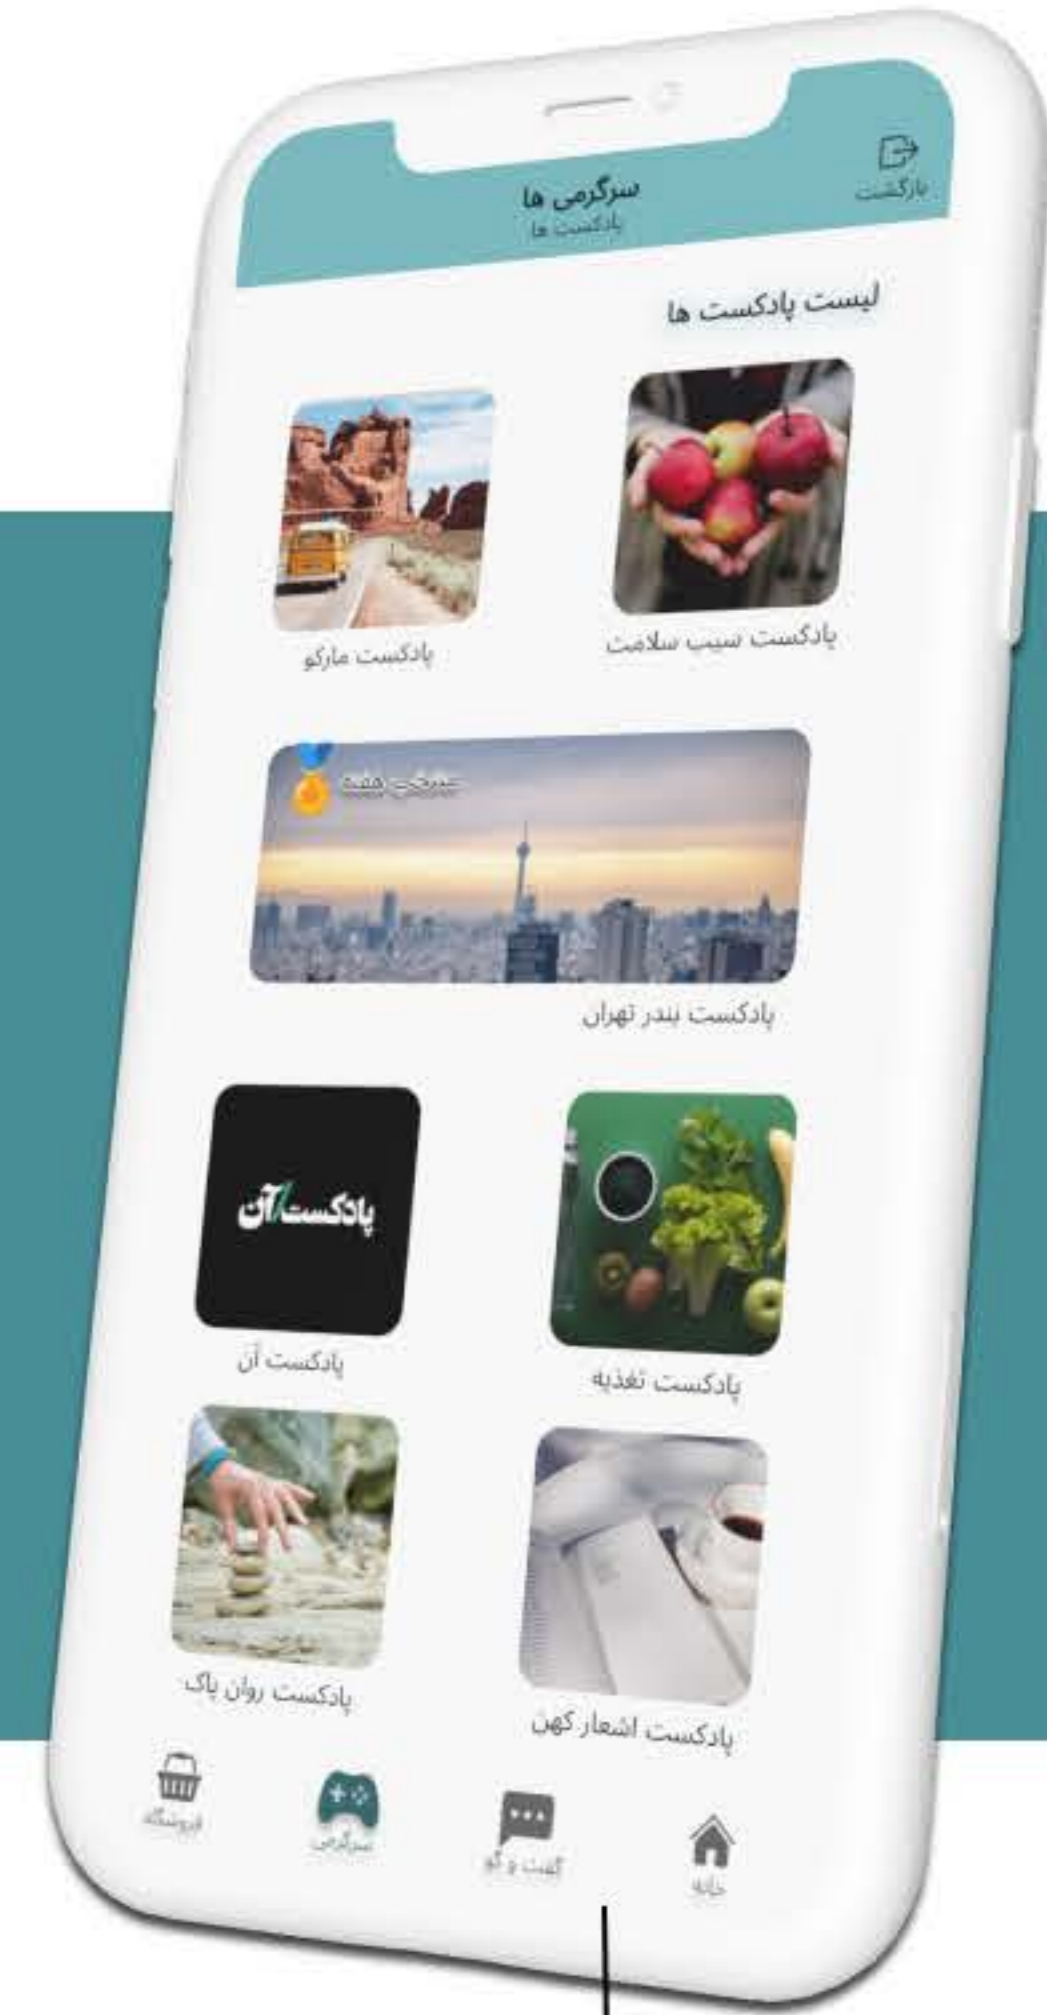 بازگشت
سرگرمی ها
پادکست ها
لیست پادکست ها
پادکست سیب سلامت
پادکست مارکو
هفته
پادکست بندر تهران
پادکست/آن
پادکست تغذیه
پادکست آن
پادکست اشعار کهن
پادکست روان پاک
خانه
گفت و گو
سرگرمی
فروشگاه